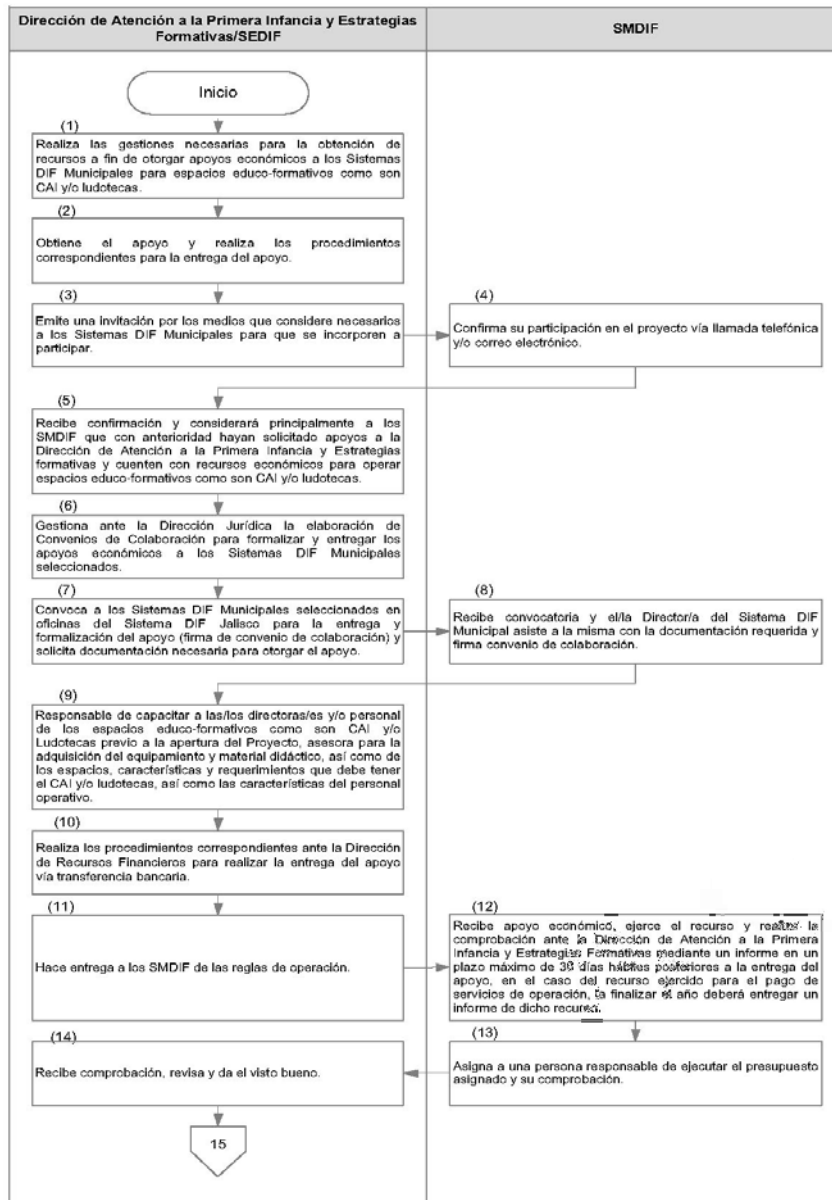 Dirección de Atención a la Primera Infancia y Estrategias
Formativas/SEDIF
SMDIF
Inicio
(1)
Realiza las gestiones necesarias para la obtención de
recursos a fin de otorgar apoyos económicos a los Sistemas
DIF Municipales para espacios educo-formativos como son
CAI y/o ludotecas.
(2)
Obtiene el apoyo y realiza los procedimientos
correspondientes para la entrega del apoyo.
(3)
Emite una invitación por los medios que considere necesarios
a los Sistemas DIF Municipales para que se incorporen a
participar.
(4)
Confirma su participación en el proyecto vía llamada telefónica
y/o correo electrónico.
(5)
Recibe confirmación y considerará principalmente a los
SMDIF que con anterioridad hayan solicitado apoyos a la
Dirección de Atención a la Primera Infancia y Estrategias
formativas y cuenten con recursos económicos para operar
espacios educo-formativos como son CAI y/o ludotecas.
(6)
Gestiona ante la Dirección Jurídica la elaboración de
Convenios de Colaboración para formalizar y entregar los
apoyos económicos a los Sistemas DIF Municipales
seleccionados.
(7)
Convoca a los Sistemas DIF Municipales seleccionados en
oficinas del Sistema DIF Jalisco para la entrega y
formalización del apoyo (firma de convenio de colaboración) y
solicita documentación necesaria para otorgar el apoyo.
(8)
Recibe convocatoria y el/la Director/a del Sistema DIF
Municipal asiste a la misma con la documentación requerida y
firma convenio de colaboración.
(9)
Responsable de capacitar a las/los directoras/es y/o personal
de los espacios educo-formativos como son CAI y/o
Ludotecas previo a la apertura del Proyecto, asesora para la
adquisición del equipamiento y material didáctico, así como de
los espacios, características y requerimientos que debe tener
el CAI y/o ludotecas, así como las características del personal
operativo.
(10)
Realiza los procedimientos correspondientes ante la Dirección
de Recursos Financieros para realizar la entrega del apoyo
vía transferencia bancaria.
(11)
Hace entrega a los SMDIF de las reglas de operación.
(12)
Recibe apoyo económico, ejerce el recurso y realiza la
comprobación ante la Dirección de Atención a la Primera
Infancia y Estrategias Formativas mediante un informe en un
plazo máximo de días hábiles posteriores a la entrega del
apoyo, en el caso del recurso ejercido para el pago de
servicios de operación, finalizar el año deberá entregar un
informe de dicho recurso.
(13)
Asigna a una persona responsable de ejecutar el presupuesto
asignado y su comprobación.
(14)
Recibe comprobación, revisa y da el visto bueno.
15